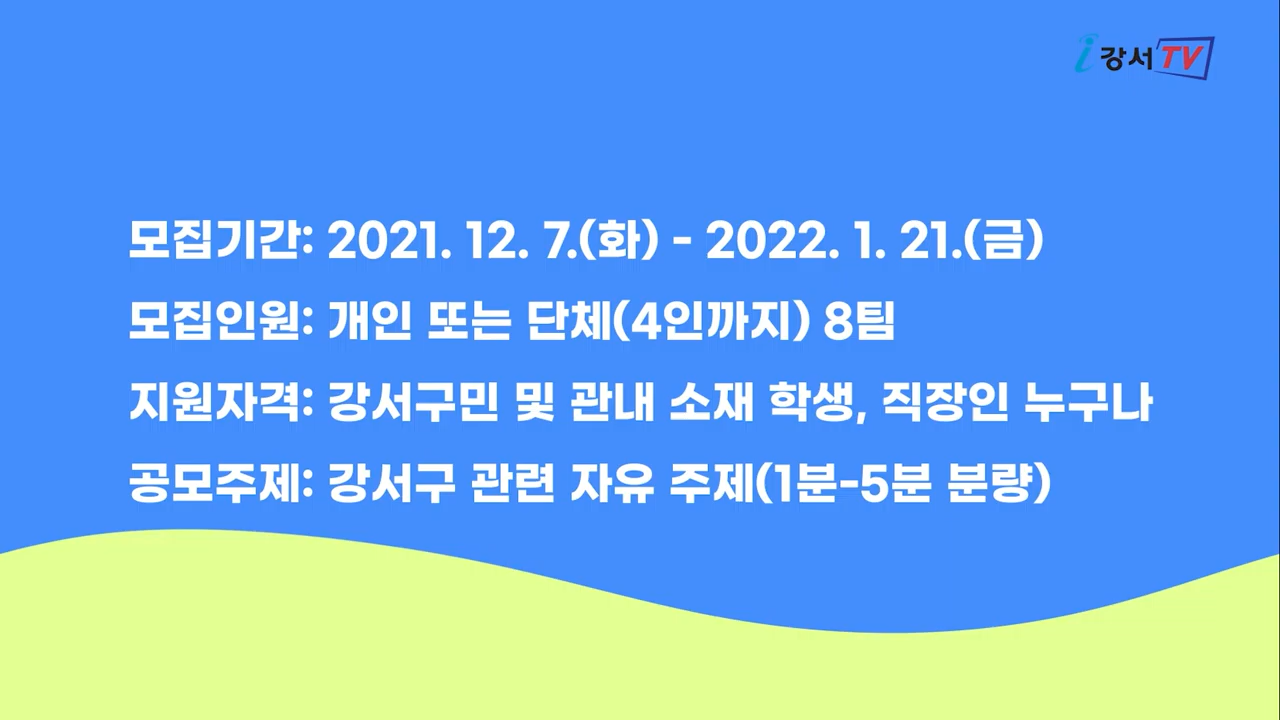 i 강서 TV
모집기간: 2021. 12. 7.(화) - 2022. 1. 21.(금)
모집인원: 개인 또는 단체(4인까지) 8팀
지원자격: 강서구민 및 관내 소재 학생, 직장인 누구나
공모주제: 강서구 관련 자유 주제(1분-5분 분량)